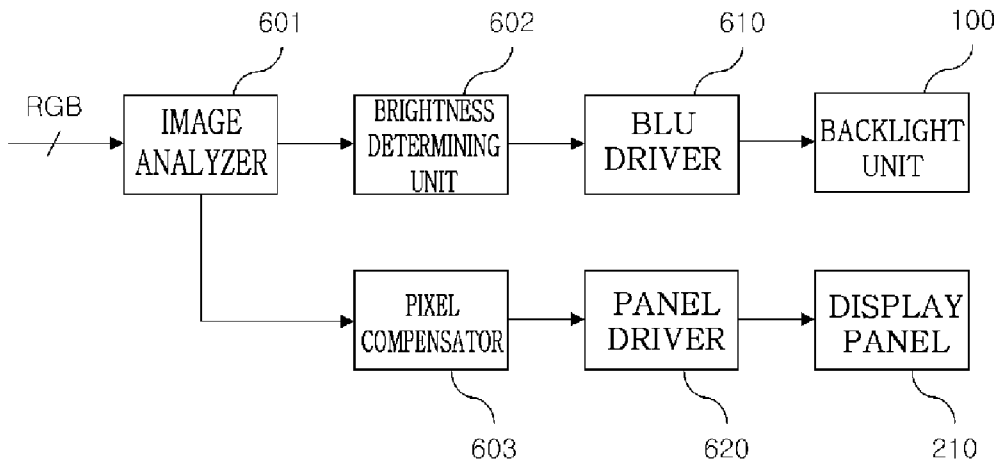 601
602
610
100
RGB
IMAGE
ANALYZER
BRIGHTNESS
DETERMINING
UNIT
BLU
DRIVER
BACKLIGHT
UNIT
PIXEL
COMPENSATOR
PANEL
DRIVER
DISPLAY
PANEL
603
620
210